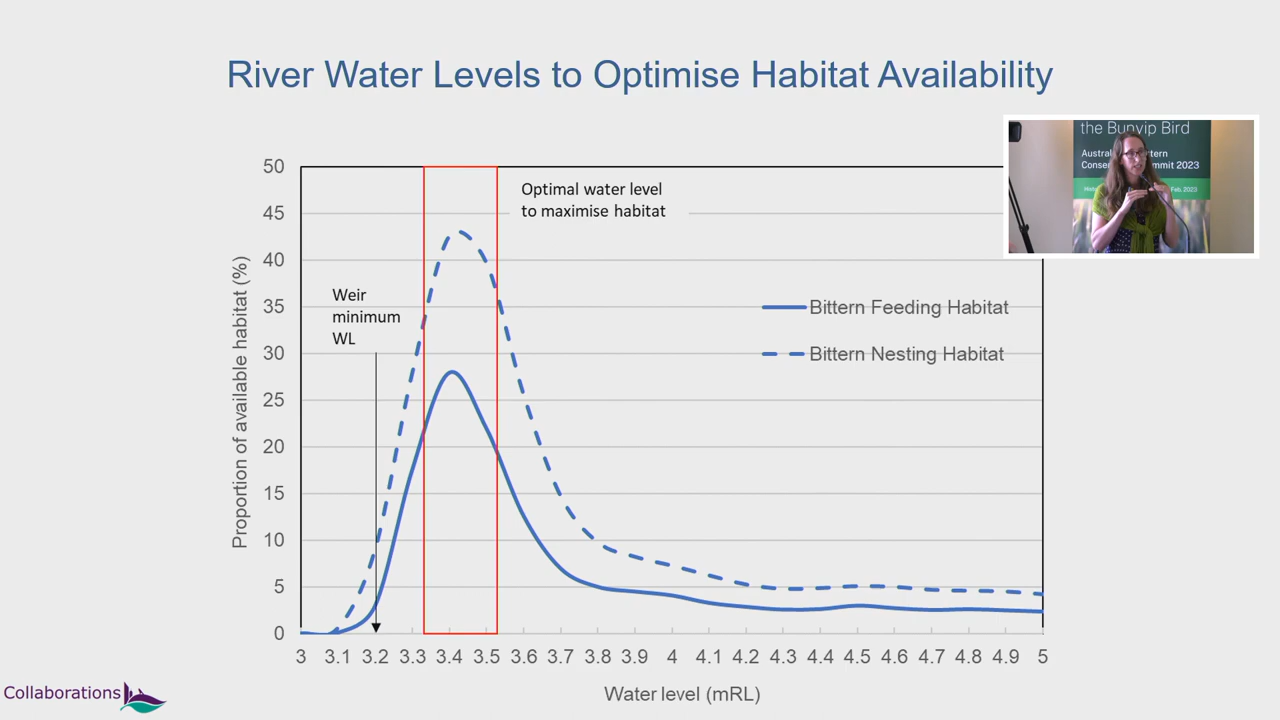 River Water Levels to Optimise Habitat Availability
the Bunyip Bird
Summit 2023
Feb. 2023
50
45
40
35
30
25
20
15
10
5
0
Proportion of available habitat (%)
Optimal water level
to maximise habitat
Weir
minimum
WL
Bittern Feeding Habitat
Bittern Nesting Habitat
3 3.1 3.2 3.3 3.4 3.5 3.6 3.7 3.8 3.9 4 4.1 4.2 4.3 4.4 4.5 4.6 4.7 4.8 4.9 5
Water level (mRL)
Collaborations